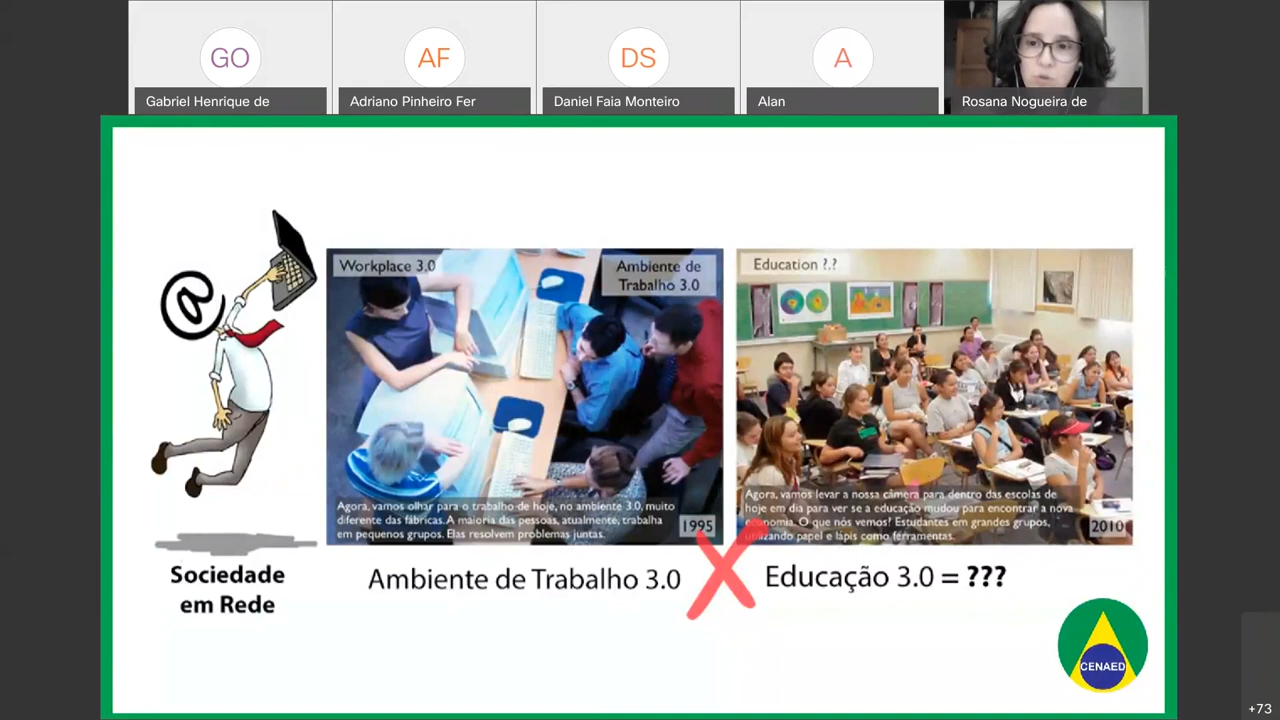 GO
AF
DS
A
Gabriel Henrique de
Adriano Pinheiro Fer
Daniel Faia Monteiro
Alan
Rosana Nogueira de
@
Workplace 3.0
Ambiente de
Trabalho 3.0
Agora, vamos olhar para o trabalho de hoje, no ambiente 3.0, muito
diferente das fábricas. A maioria das pessoas, atualmente, trabalha
em pequenos grupos. Elas resolvem problemas juntas.
1995
Education ?.?
Agora, vamos levar a nossa câmera para dentro das escolas de
hoje em dia para ver se a educação mudou para encontrar a nova
economia. O que nós vemos? Estudantes em grandes grupos,
utilizando papel e lápis como ferramentas.
2010
Sociedade
em Rede
Ambiente de Trabalho 3.0
Educação 3.0 = ???
CENAED
+73